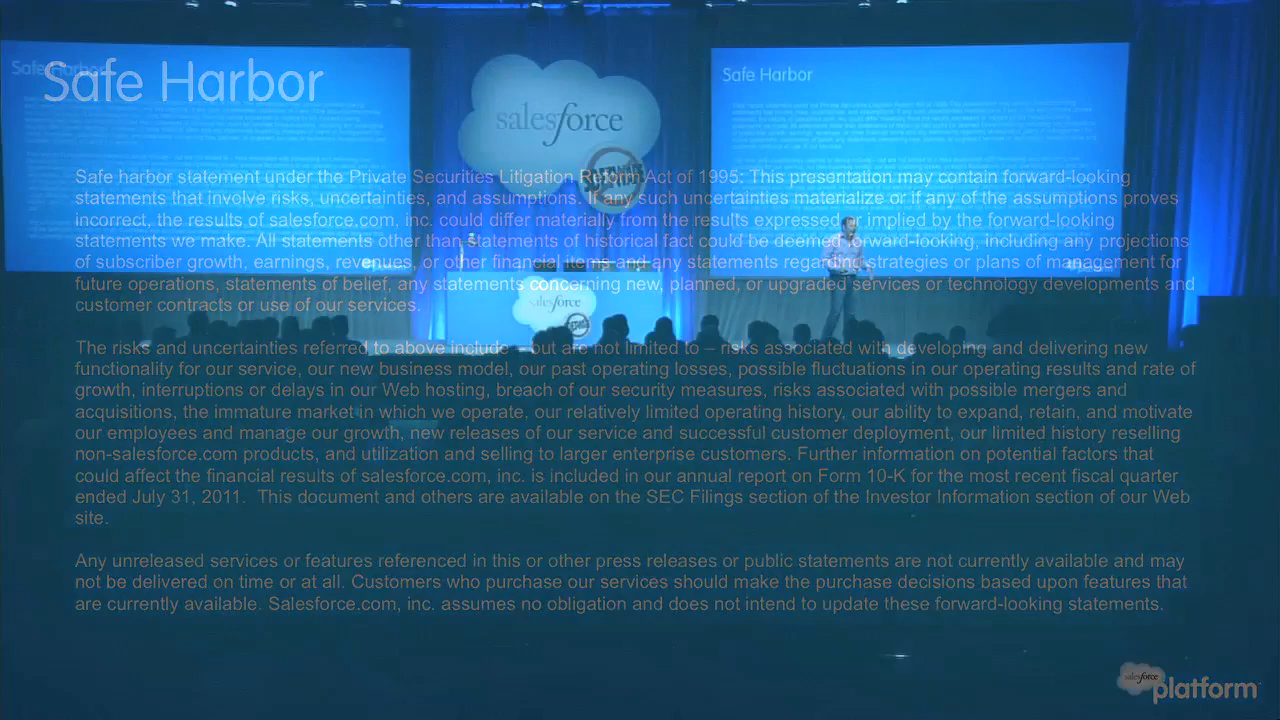 Safe Harbor
Safe Harbor
salesforce
Safe harbor statement under the Private Securities Litigation Reform Act of 1995: This presentation may contain forward-looking
statements that involve risks, uncertainties, and assumptions. If any such uncertainties materialize or if any of the assumptions proves
incorrect, the results of salesforce.com, inc. could differ materially from the results expressed or implied by the forward-looking
statements we make. All statements other than statements of historical fact could be deemed forward-looking, including any projections
of subscriber growth, earnings, revenues, or other financial items and any statements regarding strategies or plans of management for
future operations, statements of belief, any statements concerning new, planned, or upgraded services or technology developments and
customer contracts or use of our services.
salesforce
The risks and uncertainties referred to above include – but are not limited to – risks associated with developing and delivering new
functionality for our service, our new business model, our past operating losses, possible fluctuations in our operating results and rate of
growth, interruptions or delays in our Web hosting, breach of our security measures, risks associated with possible mergers and
acquisitions, the immature market in which we operate, our relatively limited operating history, our ability to expand, retain, and motivate
our employees and manage our growth, new releases of our service and successful customer deployment, our limited history reselling
non-salesforce.com products, and utilization and selling to larger enterprise customers. Further information on potential factors that
could affect the financial results of salesforce.com, inc. is included in our annual report on Form 10-K for the most recent fiscal quarter
ended July 31, 2011. This document and others are available on the SEC Filings section of the Investor Information section of our Web
site.
Any unreleased services or features referenced in this or other press releases or public statements are not currently available and may
not be delivered on time or at all. Customers who purchase our services should make the purchase decisions based upon features that
are currently available. Salesforce.com, inc. assumes no obligation and does not intend to update these forward-looking statements.
salesforce
platform